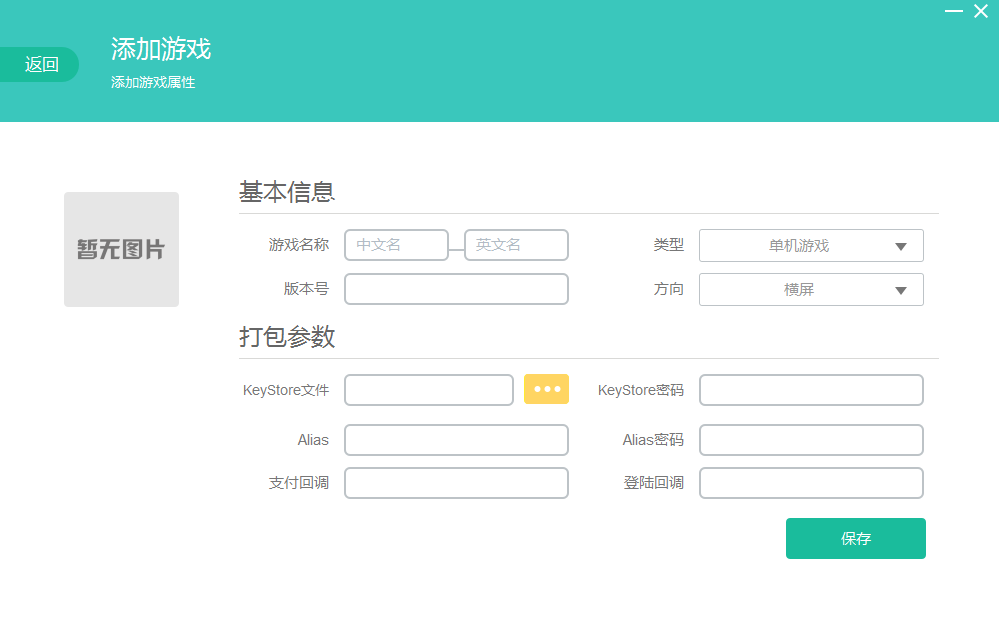 返回
添加游戏
添加游戏属性
暂无图片
基本信息
游戏名称 中文名 英文名 类型 单机游戏
版本号 方向 横屏
打包参数
KeyStore文件 KeyStore密码
Alias Alias密码
支付回调 登陆回调
保存